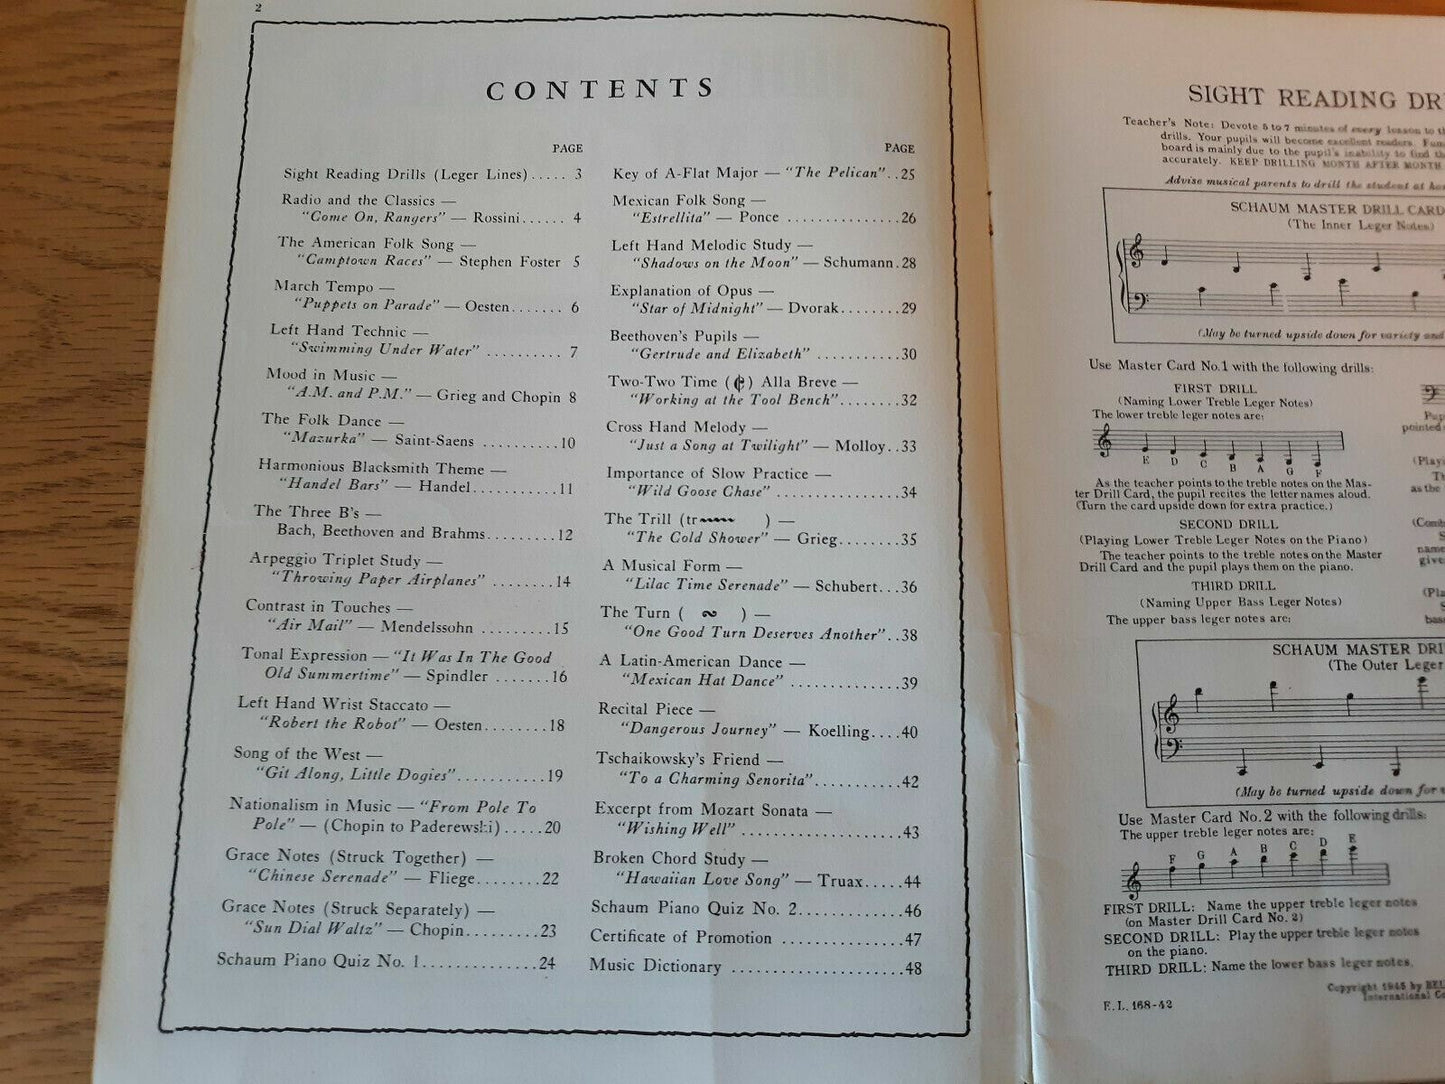 2
CONTENTS
PAGE
Sight Reading Drills (Leger Lines)..... 3
Radio and the Classics —
"Come On, Rangers" — Rossini...... 4
The American Folk Song —
"Camptown Races" — Stephen Foster 5
March Tempo —
"Puppets on Parade" — Oesten....... 6
Left Hand Technic —
"Swimming Under Water" .......... 7
Mood in Music —
"A.M. and P.M." — Grieg and Chopin 8
The Folk Dance —
"Mazurka" — Saint-Saens ..........10
Harmonious Blacksmith Theme —
"Handel Bars" — Handel...........11
The Three B's —
Bach, Beethoven and Brahms.........12
Arpeggio Triplet Study —
"Throwing Paper Airplanes" ........14
Contrast in Touches —
"Air Mail" — Mendelssohn .........15
Tonal Expression — "It Was In The Good
Old Summertime" — Spindler .......16
Left Hand Wrist Staccato —
"Robert the Robot" — Oesten........18
Song of the West —
"Git Along, Little Dogies"...........19
Nationalism in Music — "From Pole To
Pole" — (Chopin to Paderewski).....20
Grace Notes (Struck Together) —
"Chinese Serenade" — Fliege........22
Grace Notes (Struck Separately) —
"Sun Dial Waltz" — Chopin.........23
Schaum Piano Quiz No. 1..............24
PAGE
Key of A-Flat Major — "The Pelican"..25
Mexican Folk Song —
"Estrellita" — Ponce ...............26
Left Hand Melodic Study —
"Shadows on the Moon" — Schumann.28
Explanation of Opus —
"Star of Midnight" — Dvorak........29
Beethoven's Pupils —
"Gertrude and Elizabeth" ...........30
Two-Two Time (¢) Alla Breve —
"Working at the Tool Bench"........32
Cross Hand Melody —
"Just a Song at Twilight" — Molloy..33
Importance of Slow Practice —
"Wild Goose Chase" ................34
The Trill (tr~~~~ ) —
"The Cold Shower" — Grieg........35
A Musical Form —
"Lilac Time Serenade" — Schubert...36
The Turn ( ∾ ) —
"One Good Turn Deserves Another"..38
A Latin-American Dance —
"Mexican Hat Dance" ..............39
Recital Piece —
"Dangerous Journey" — Koelling....40
Tschaikowsky's Friend —
"To a Charming Senorita"...........42
Excerpt from Mozart Sonata —
"Wishing Well" ....................43
Broken Chord Study —
"Hawaiian Love Song" — Truax.....44
Schaum Piano Quiz No. 2.............46
Certificate of Promotion ...............47
Music Dictionary .....................48
SIGHT READING DR
Teacher's Note: Devote 5 to 7 minutes of every lesson to
drills. Your pupils will become excellent readers.
board is mainly due to the pupil's inability to find
accurately. KEEP DRILLING MONTH AFTER MONTH
Advise musical parents to drill the student at
SCHAUM MASTER DRILL CARD
(The Inner Leger Notes)
(May be turned upside down for variety and
Use Master Card No.1 with the following drills:
FIRST DRILL
(Naming Lower Treble Leger Notes)
The lower treble leger notes are:
E D C B A G F
As the teacher points to the treble notes on the Mas-
ter Drill Card, the pupil recites the letter names aloud.
(Turn the card upside down for extra practice.)
SECOND DRILL
(Playing Lower Treble Leger Notes on the Piano)
The teacher points to the treble notes on the Master
Drill Card and the pupil plays them on the piano.
THIRD DRILL
(Naming Upper Bass Leger Notes)
The upper bass leger notes are:
pointed
as the
SCHAUM MASTER
(The Outer Leger
(May be turned upside down for
Use Master Card No.2 with the following drills:
The upper treble leger notes are:
F G A B C D E
FIRST DRILL: Name the upper treble leger notes
(on Master Drill Card No. 2)
SECOND DRILL: Play the upper treble leger notes
on the piano.
THIRD DRILL: Name the lower bass leger notes.
Copyright 1945 by
International
E.L. 168-42